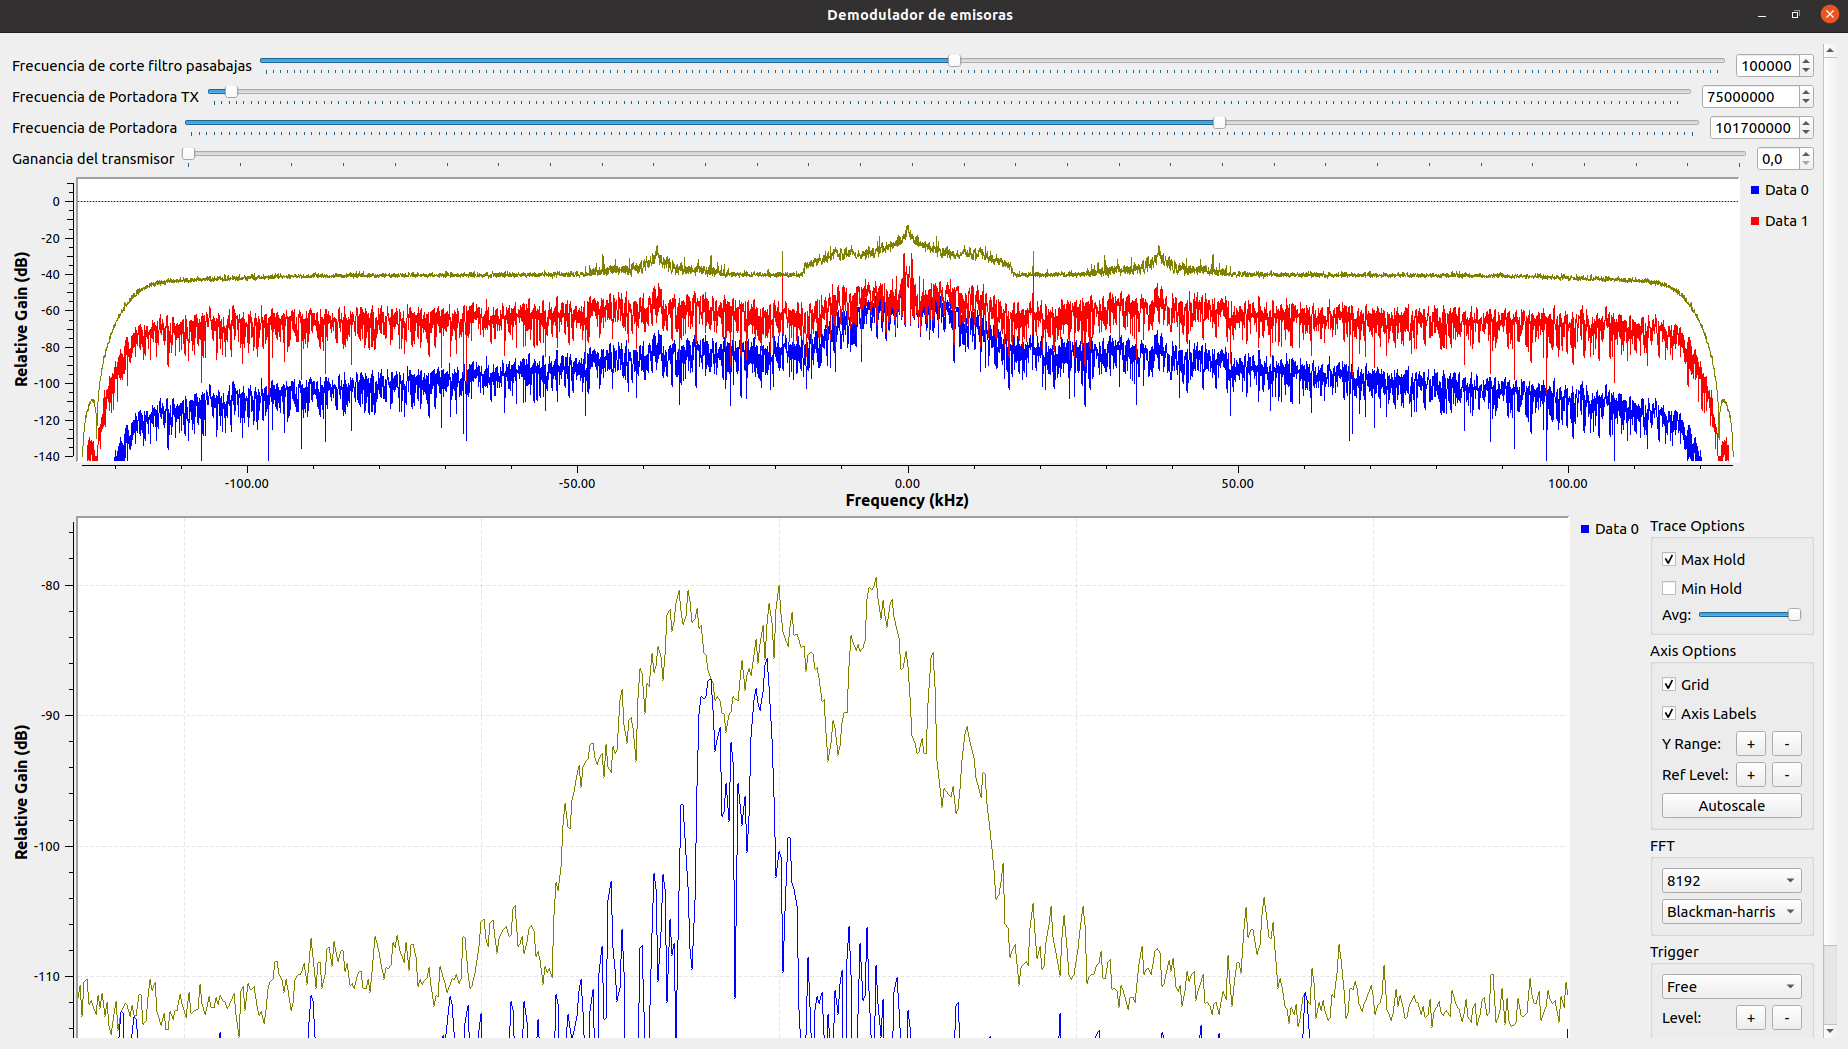 Demodulador de emisoras
Frecuencia de corte filtro pasabajas 100000
Frecuencia de Portadora TX 75000000
Frecuencia de Portadora 101700000
Ganancia del transmisor 0,0
Relative Gain (dB)
0
-20
-40
-60
-80
-100
-120
-140
-100.00 -50.00 0.00 50.00 100.00
Frequency (kHz)
Data 0
Data 1
Relative Gain (dB)
-80
-90
-100
-110
Data 0
Trace Options
Max Hold
Min Hold
Avg:
Axis Options
Grid
Axis Labels
Y Range: + -
Ref Level: + -
Autoscale
FFT
8192
Blackman-harris
Trigger
Free
Level: + -